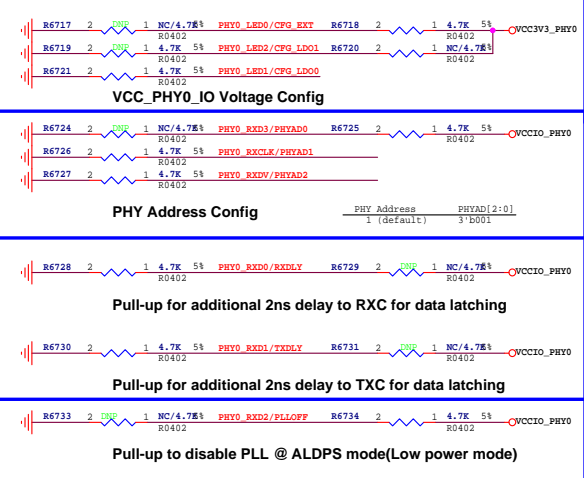 R6717 2 DNP 1 NC/4.7K 5% PHY0_LED0/CFG_EXT R6718 2 1 4.7K 5% VCC3V3_PHY0
R0402 R0402
R6719 2 DNP 1 4.7K 5% PHY0_LED2/CFG_LDO1 R6720 2 1 NC/4.7K 5%
R0402 R0402
R6721 2 1 4.7K 5% PHY0_LED1/CFG_LDO0
R0402
VCC_PHY0_IO Voltage Config
R6724 2 DNP 1 NC/4.7K 5% PHY0_RXD3/PHYAD0 R6725 2 1 4.7K 5% VCCIO_PHY0
R0402 R0402
R6726 2 1 4.7K 5% PHY0_RXCLK/PHYAD1
R0402
R6727 2 1 4.7K 5% PHY0_RXDV/PHYAD2
R0402
PHY Address Config
PHY Address PHYAD[2:0]
1 (default) 3'b001
R6728 2 1 4.7K 5% PHY0_RXD0/RXDLY R6729 2 DNP 1 NC/4.7K 5% VCCIO_PHY0
R0402 R0402
Pull-up for additional 2ns delay to RXC for data latching
R6730 2 1 4.7K 5% PHY0_RXD1/TXDLY R6731 2 DNP 1 NC/4.7K 5% VCCIO_PHY0
R0402 R0402
Pull-up for additional 2ns delay to TXC for data latching
R6733 2 DNP 1 NC/4.7K 5% PHY0_RXD2/PLLOFF R6734 2 1 4.7K 5% VCCIO_PHY0
R0402 R0402
Pull-up to disable PLL @ ALDPS mode(Low power mode)